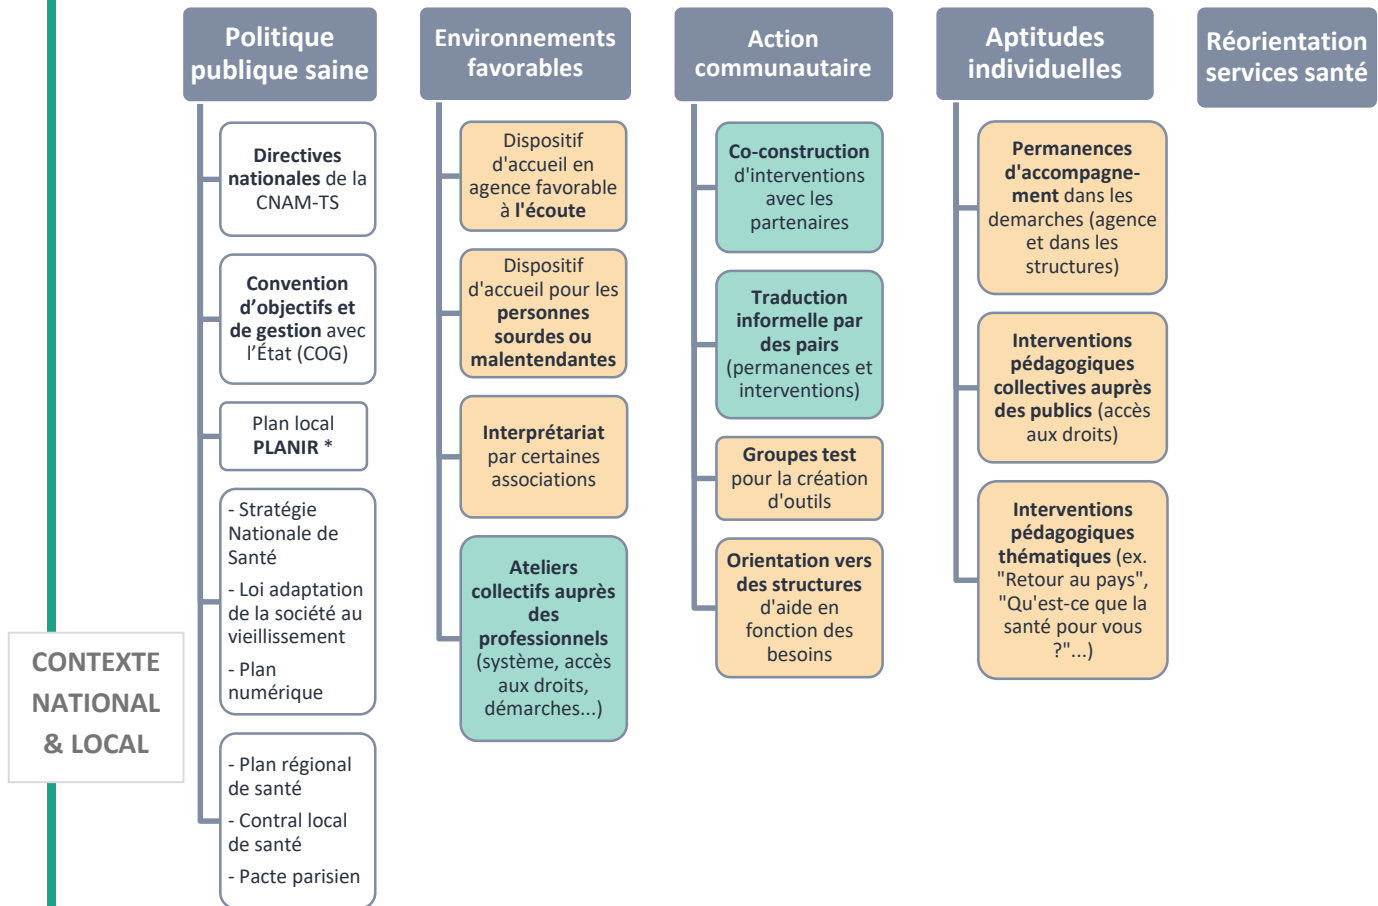 Politique
publique saine
Directives
nationales de la
CNAM-TS
Convention
d’objectifs et
de gestion avec
l’État (COG)
Plan local
PLANIR *
- Stratégie
Nationale de
Santé
- Loi adaptation
de la société au
vieillissement
- Plan
numérique
- Plan régional
de santé
- Contral local
de santé
- Pacte parisien
Environnements
favorables
Dispositif
d'accueil en
agence favorable
à l'écoute
Dispositif
d'accueil pour les
personnes
sourdes ou
malentendantes
Interprétariat
par certaines
associations
Ateliers
collectifs auprès
des
professionnels
(système, accès
aux droits,
démarches...)
Action
communautaire
Co-construction
d'interventions
avec les
partenaires
Traduction
informelle par
des pairs
(permanences et
interventions)
Groupes test
pour la création
d'outils
Orientation vers
des structures
d'aide en
fonction des
besoins
Aptitudes
individuelles
Permanences
d'accompagne-
ment dans les
demarches (agence
et dans les
structures)
Interventions
pédagogiques
collectives auprès
des publics (accès
aux droits)
Interventions
pédagogiques
thématiques (ex.
"Retour au pays",
"Qu'est-ce que la
santé pour vous
?"...)
Réorientation
services santé
CONTEXTE
NATIONAL
& LOCAL